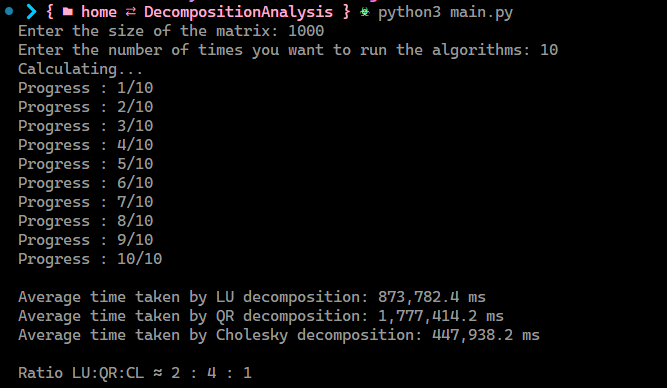 { home ⇄ DecompositionAnalysis } python3 main.py
Enter the size of the matrix: 1000
Enter the number of times you want to run the algorithms: 10
Calculating...
Progress : 1/10
Progress : 2/10
Progress : 3/10
Progress : 4/10
Progress : 5/10
Progress : 6/10
Progress : 7/10
Progress : 8/10
Progress : 9/10
Progress : 10/10
Average time taken by LU decomposition: 873,782.4 ms
Average time taken by QR decomposition: 1,777,414.2 ms
Average time taken by Cholesky decomposition: 447,938.2 ms
Ratio LU:QR:CL ≈ 2 : 4 : 1